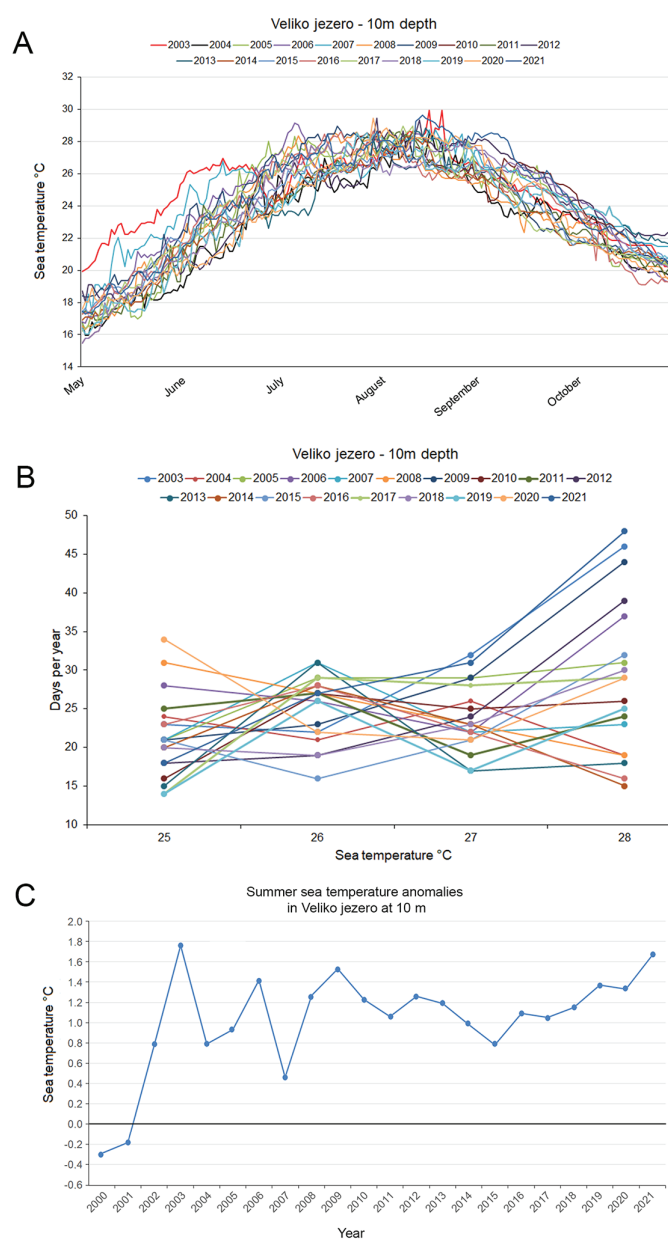 A
Veliko jezero - 10m depth
2003 2004 2005 2006 2007 2008 2009 2010 2011 2012
2013 2014 2015 2016 2017 2018 2019 2020 2021
Sea temperature °C
32
30
28
26
24
22
20
18
16
14
May June July August September October
B
Veliko jezero - 10m depth
2003 2004 2005 2006 2007 2008 2009 2010 2011 2012
2013 2014 2015 2016 2017 2018 2019 2020 2021
Days per year
50
45
40
35
30
25
20
15
10
25 26 27 28
Sea temperature °C
C
Summer sea temperature anomalies
in Veliko jezero at 10 m
Sea temperature °C
2.0
1.8
1.6
1.4
1.2
1.0
0.8
0.6
0.4
0.2
0.0
-0.2
-0.4
-0.6
2000 2001 2002 2003 2004 2005 2006 2007 2008 2009 2010 2011 2012 2013 2014 2015 2016 2017 2018 2019 2020 2021
Year